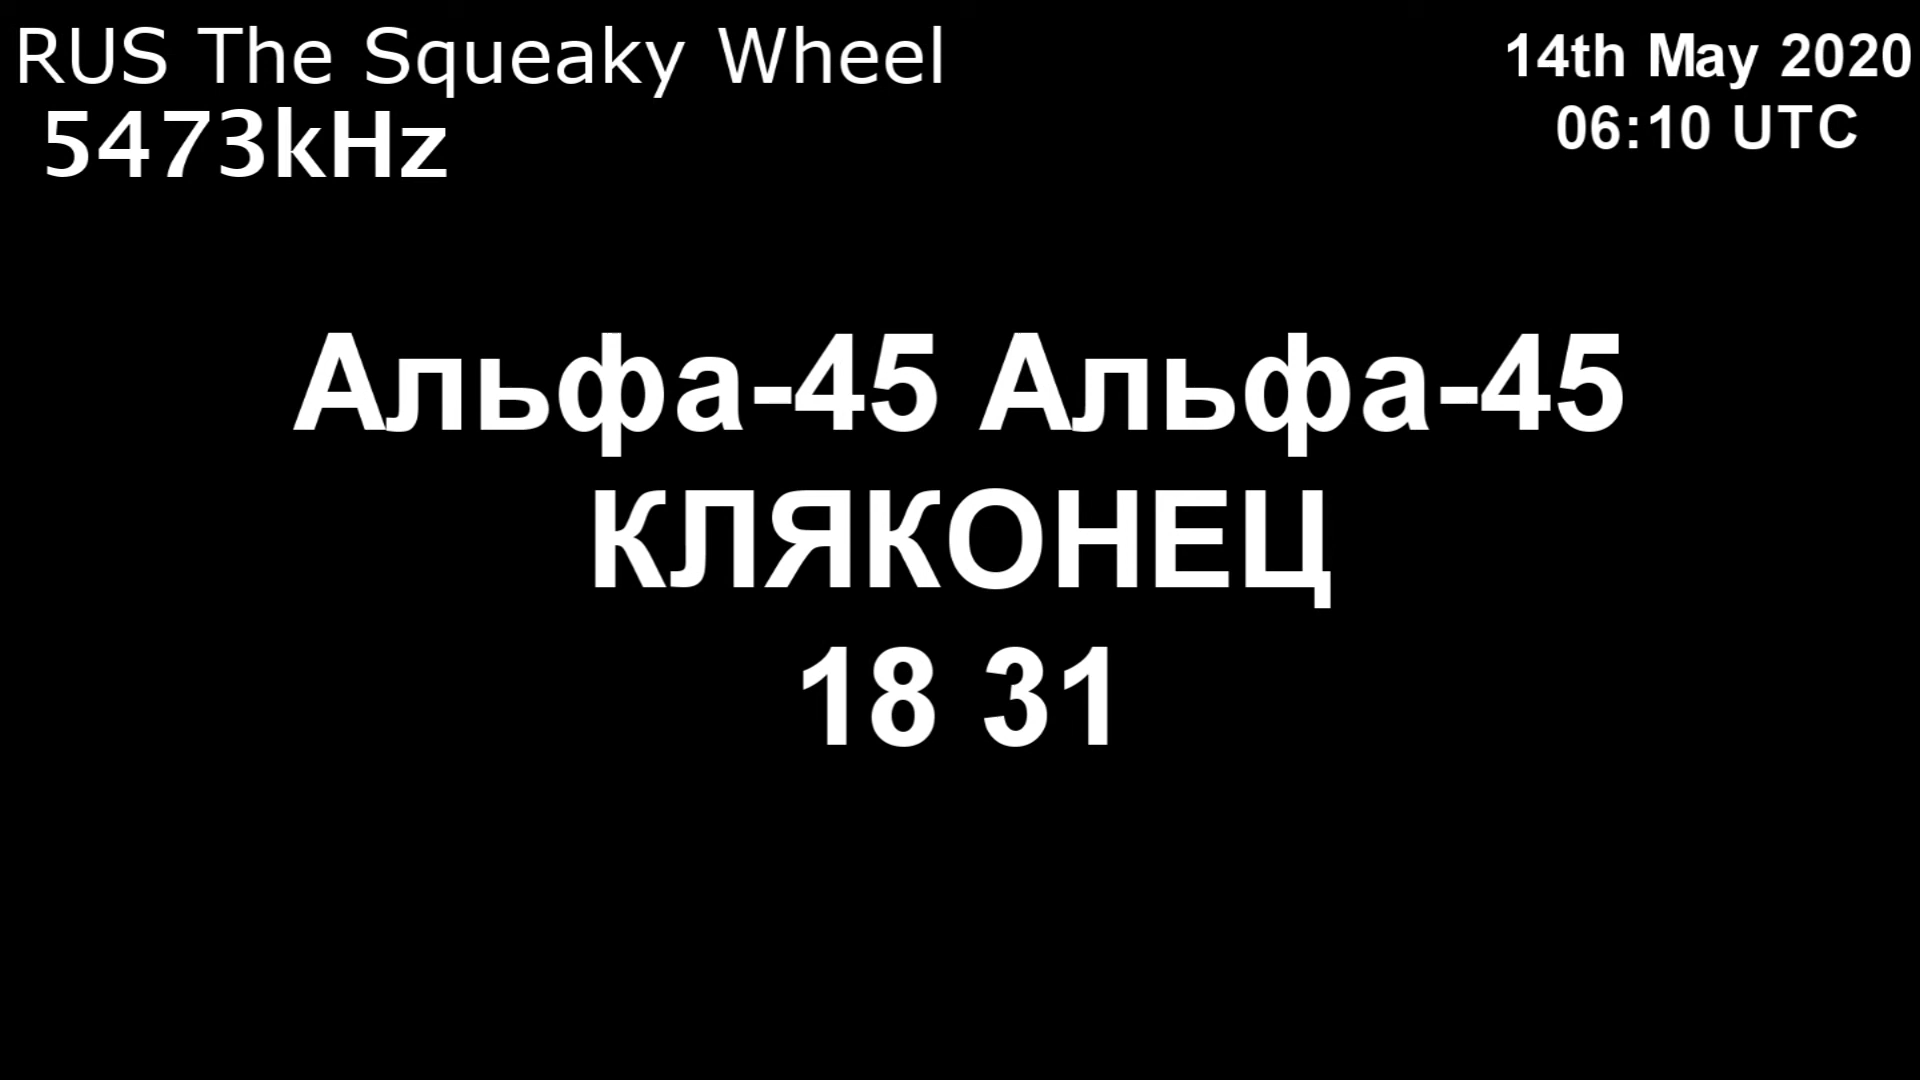 RUS The Squeaky Wheel
5473kHz
14th May 2020
06:10 UTC
Альфа-45 Альфа-45
КЛЯКОНЕЦ
18 31